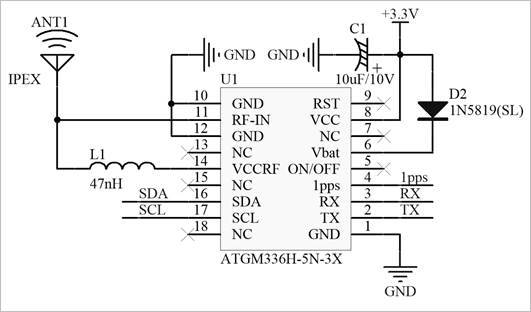 ANT1
IPEX
GND
GND
C1
10uF/10V
+
+3.3V
D2
1N5819(SL)
U1
10 GND RST 9
11 RF-IN VCC 8
12 GND NC 7
13 NC Vbat 6
14 VCCRF ON/OFF 5
15 NC 1pps 4 1pps
SDA 16 SDA RX 3 RX
SCL 17 SCL TX 2 TX
18 NC GND 1
L1
47nH
ATGM336H-5N-3X
GND